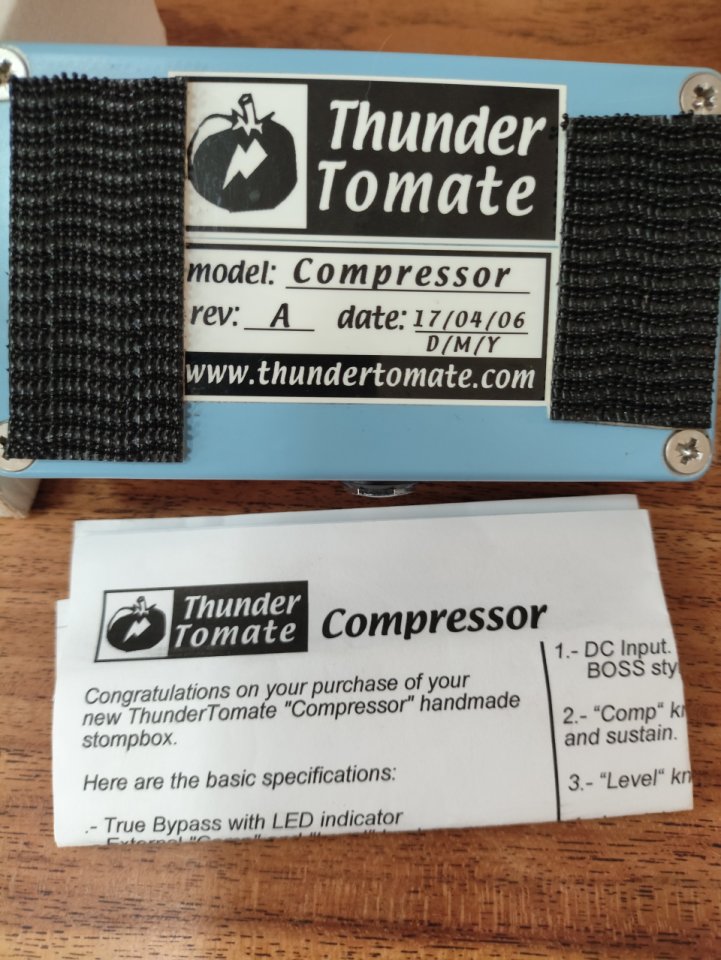 Thunder
Tomate
model: Compressor
rev: A date: 17/04/06
D/M/Y
www.thundertomate.com
Thunder
Tomate
Compressor
Congratulations on your purchase of your
new ThunderTomate "Compressor" handmade
stompbox.
Here are the basic specifications:
.- True Bypass with LED indicator
1.- DC Input.
BOSS
2.- "Comp"
and sustain.
3.- "Level"